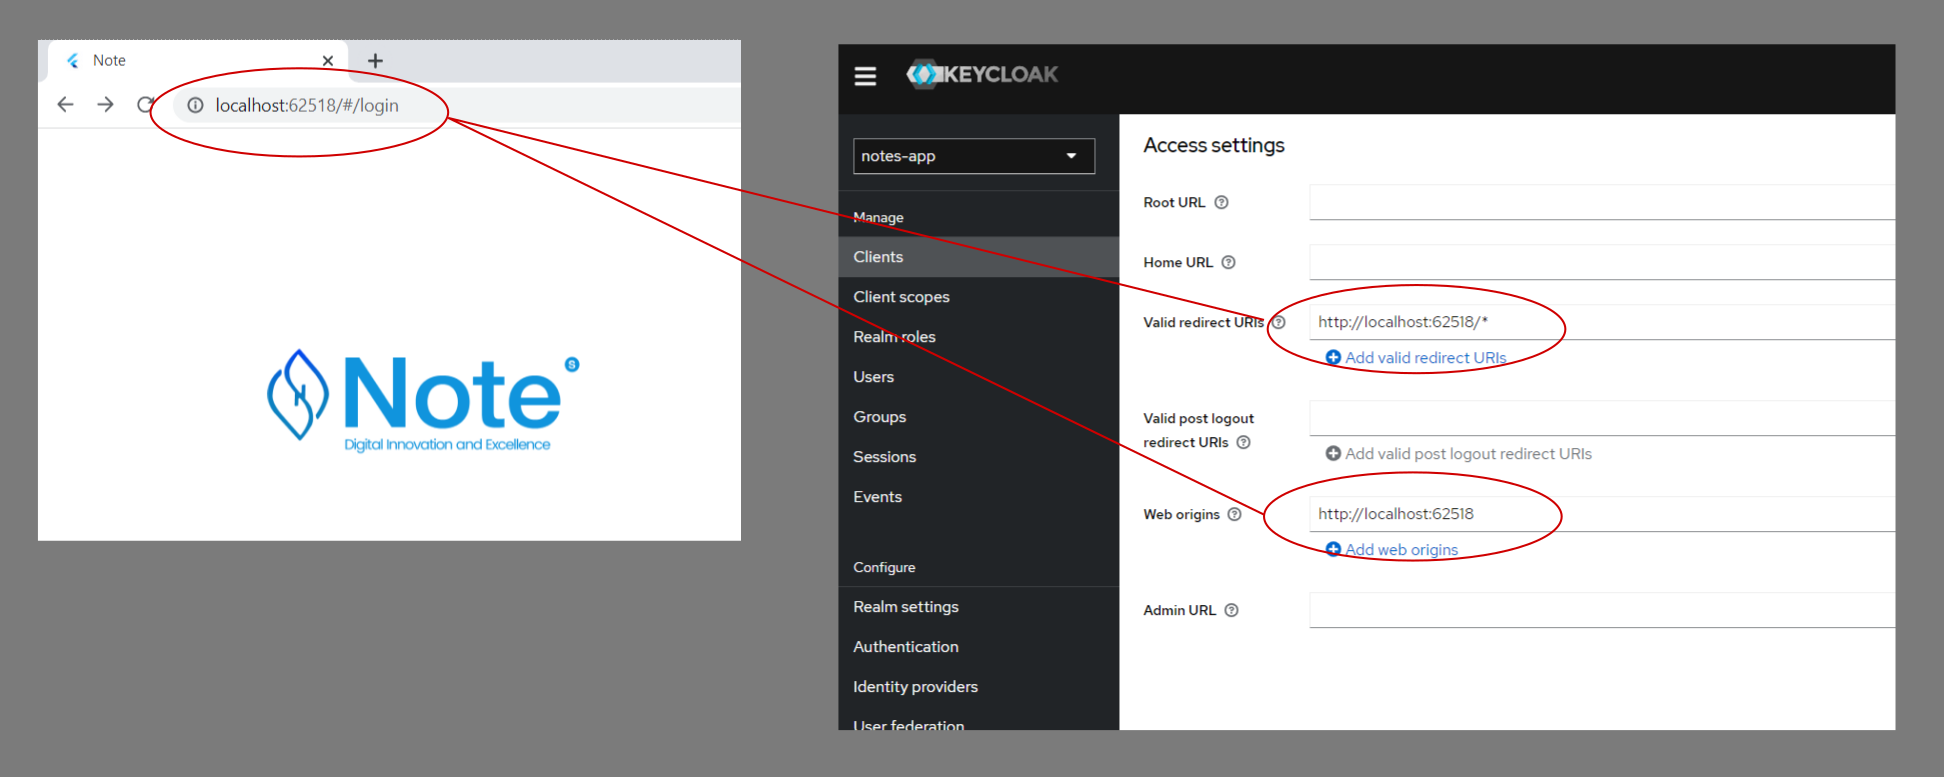 Note
localhost:62518/#/login
Note
S
Digital Innovation and Excellence
KEYCLOAK
notes-app
Manage
Clients
Client scopes
Realm roles
Users
Groups
Sessions
Events
Configure
Realm settings
Authentication
Identity providers
User federation
Access settings
Root URL
Home URL
Valid redirect URIs
http://localhost:62518/*
Add valid redirect URIs
Valid post logout
redirect URIs
Add valid post logout redirect URIs
Web origins
http://localhost:62518
Add web origins
Admin URL